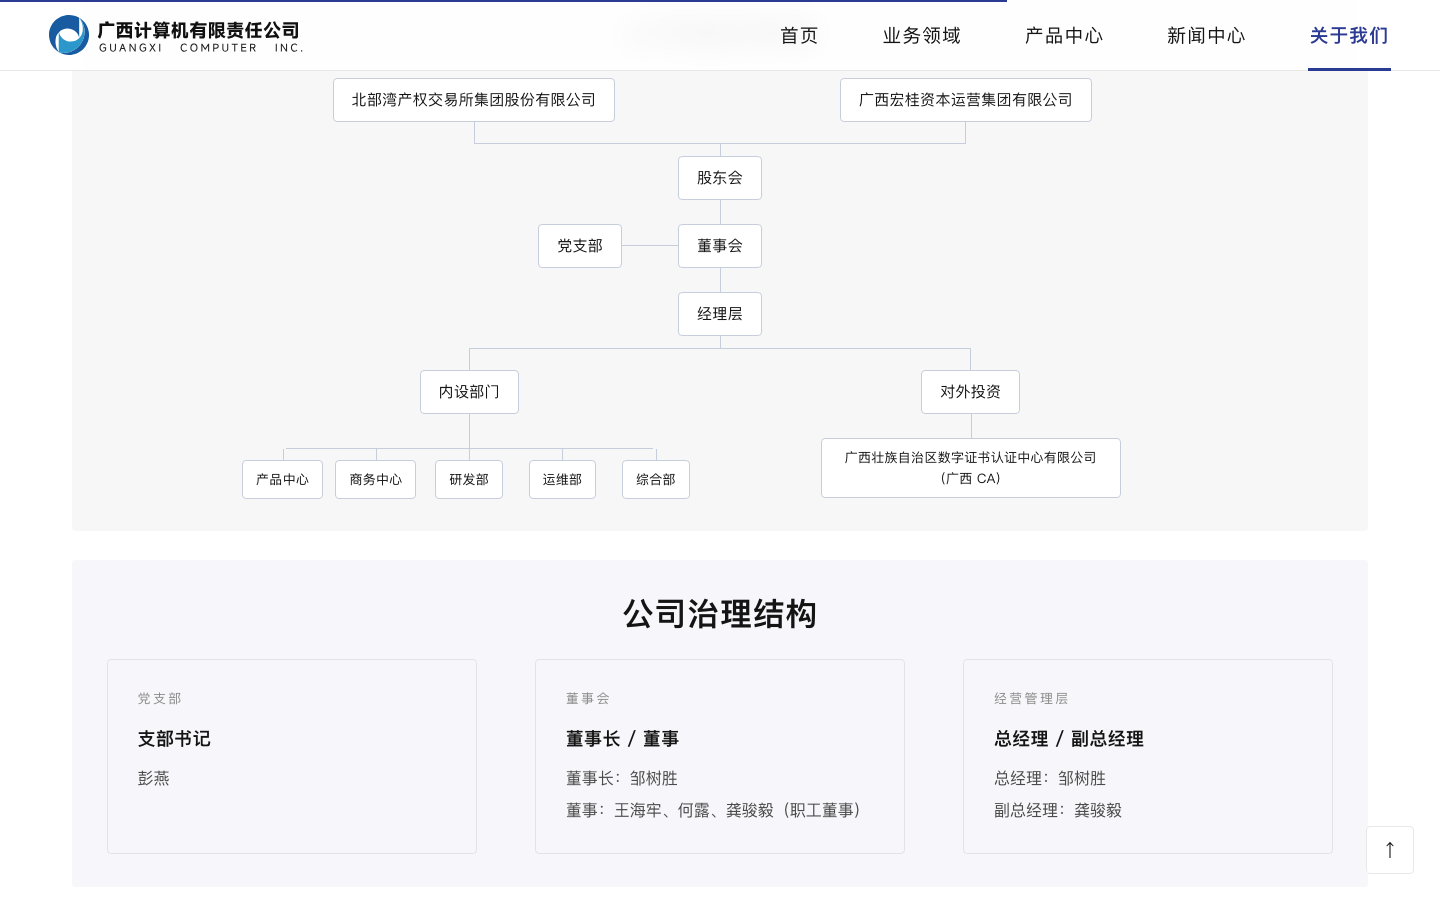 广西计算机有限责任公司
GUANGXI COMPUTER INC.
首页
业务领域
产品中心
新闻中心
关于我们
北部湾产权交易所集团股份有限公司
广西宏桂资本运营集团有限公司
股东会
党支部
董事会
经理层
内设部门
对外投资
产品中心
商务中心
研发部
运维部
综合部
广西壮族自治区数字证书认证中心有限公司
(广西 CA)
公司治理结构
党支部
支部书记
彭燕
董事会
董事长 / 董事
董事长：邹树胜
董事：王海牢、何露、龚骏毅（职工董事）
经营管理层
总经理 / 副总经理
总经理：邹树胜
副总经理：龚骏毅
↑